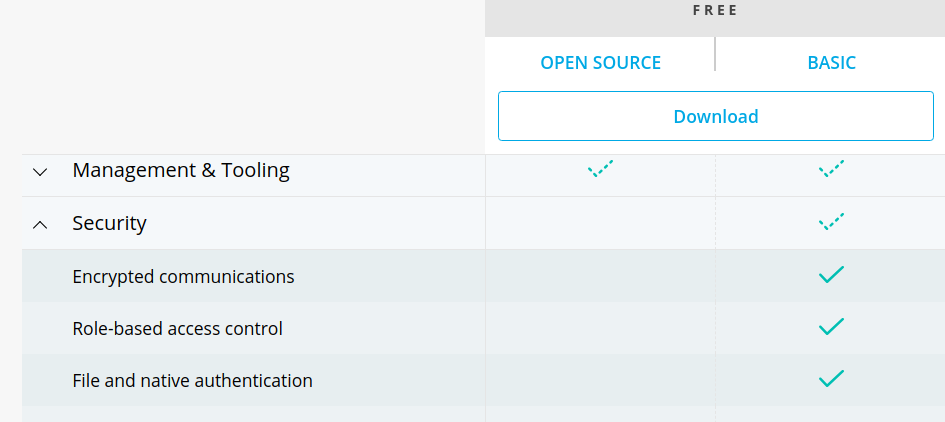 FREE
OPEN SOURCE
BASIC
Download
Management & Tooling
Security
Encrypted communications
Role-based access control
File and native authentication